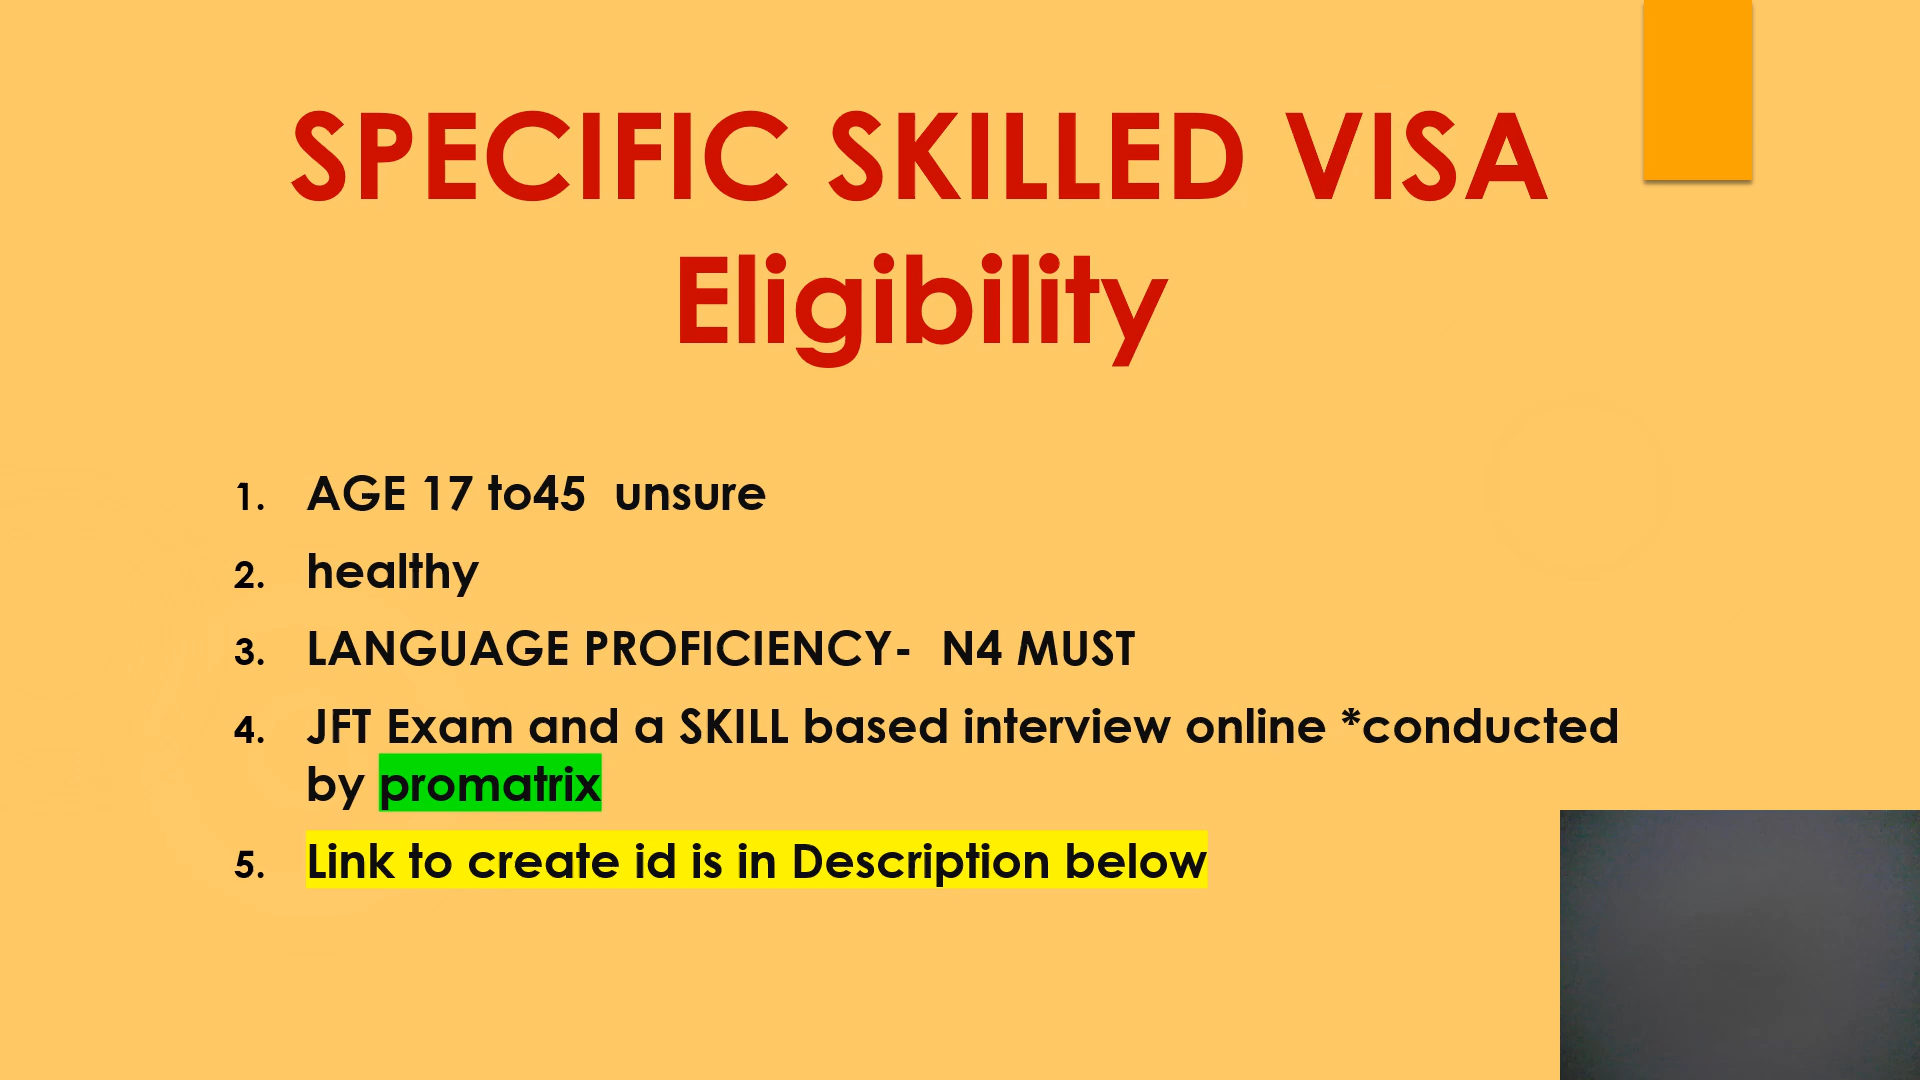 SPECIFIC SKILLED VISA
Eligibility
1. AGE 17 to45  unsure
2. healthy
3. LANGUAGE PROFICIENCY-  N4 MUST
4. JFT Exam and a SKILL based interview online *conducted
by promatrix
5. Link to create id is in Description below